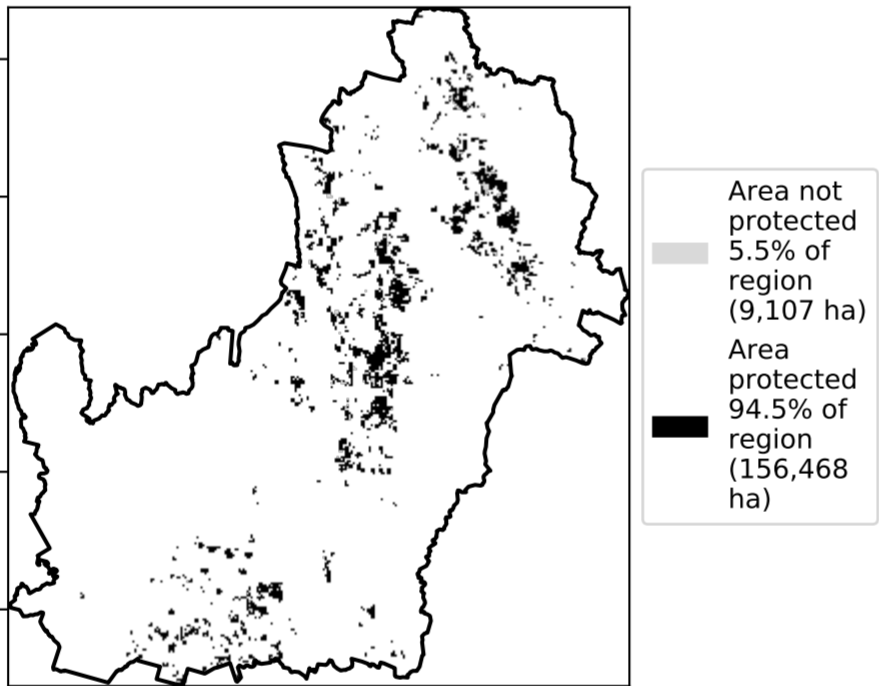 Area not
protected
5.5% of
region
(9,107 ha)
Area
protected
94.5% of
region
(156,468
ha)